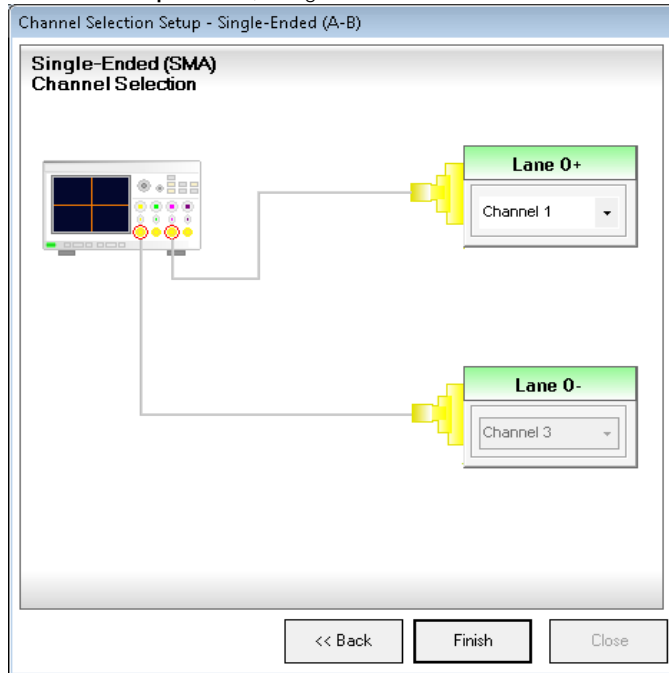 Channel Selection Setup - Single-Ended (A-B)
Single-Ended (SMA)
Channel Selection
Lane 0+
Channel 1
Lane 0-
Channel 3
<< Back
Finish
Close